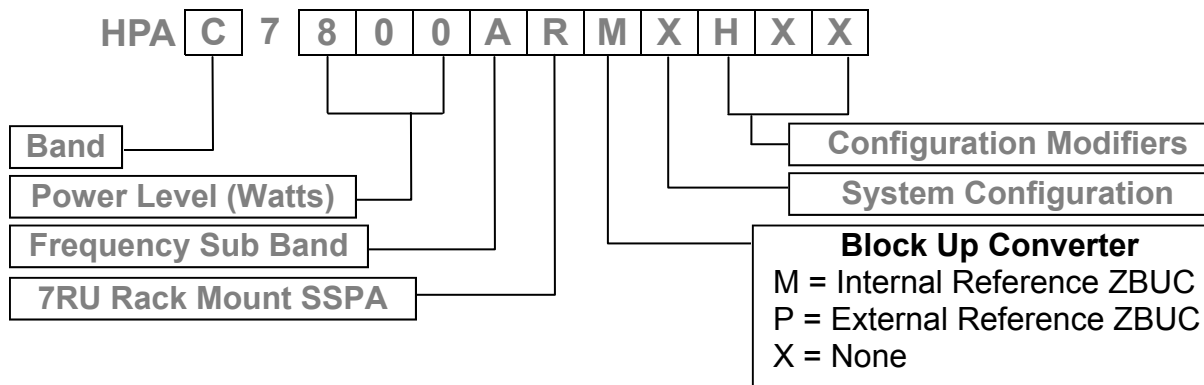 HPA C 7 8 0 0 A R M X H X X
Band
Power Level (Watts)
Frequency Sub Band
7RU Rack Mount SSPA
Configuration Modifiers
System Configuration
Block Up Converter
M = Internal Reference ZBUC
P = External Reference ZBUC
X = None